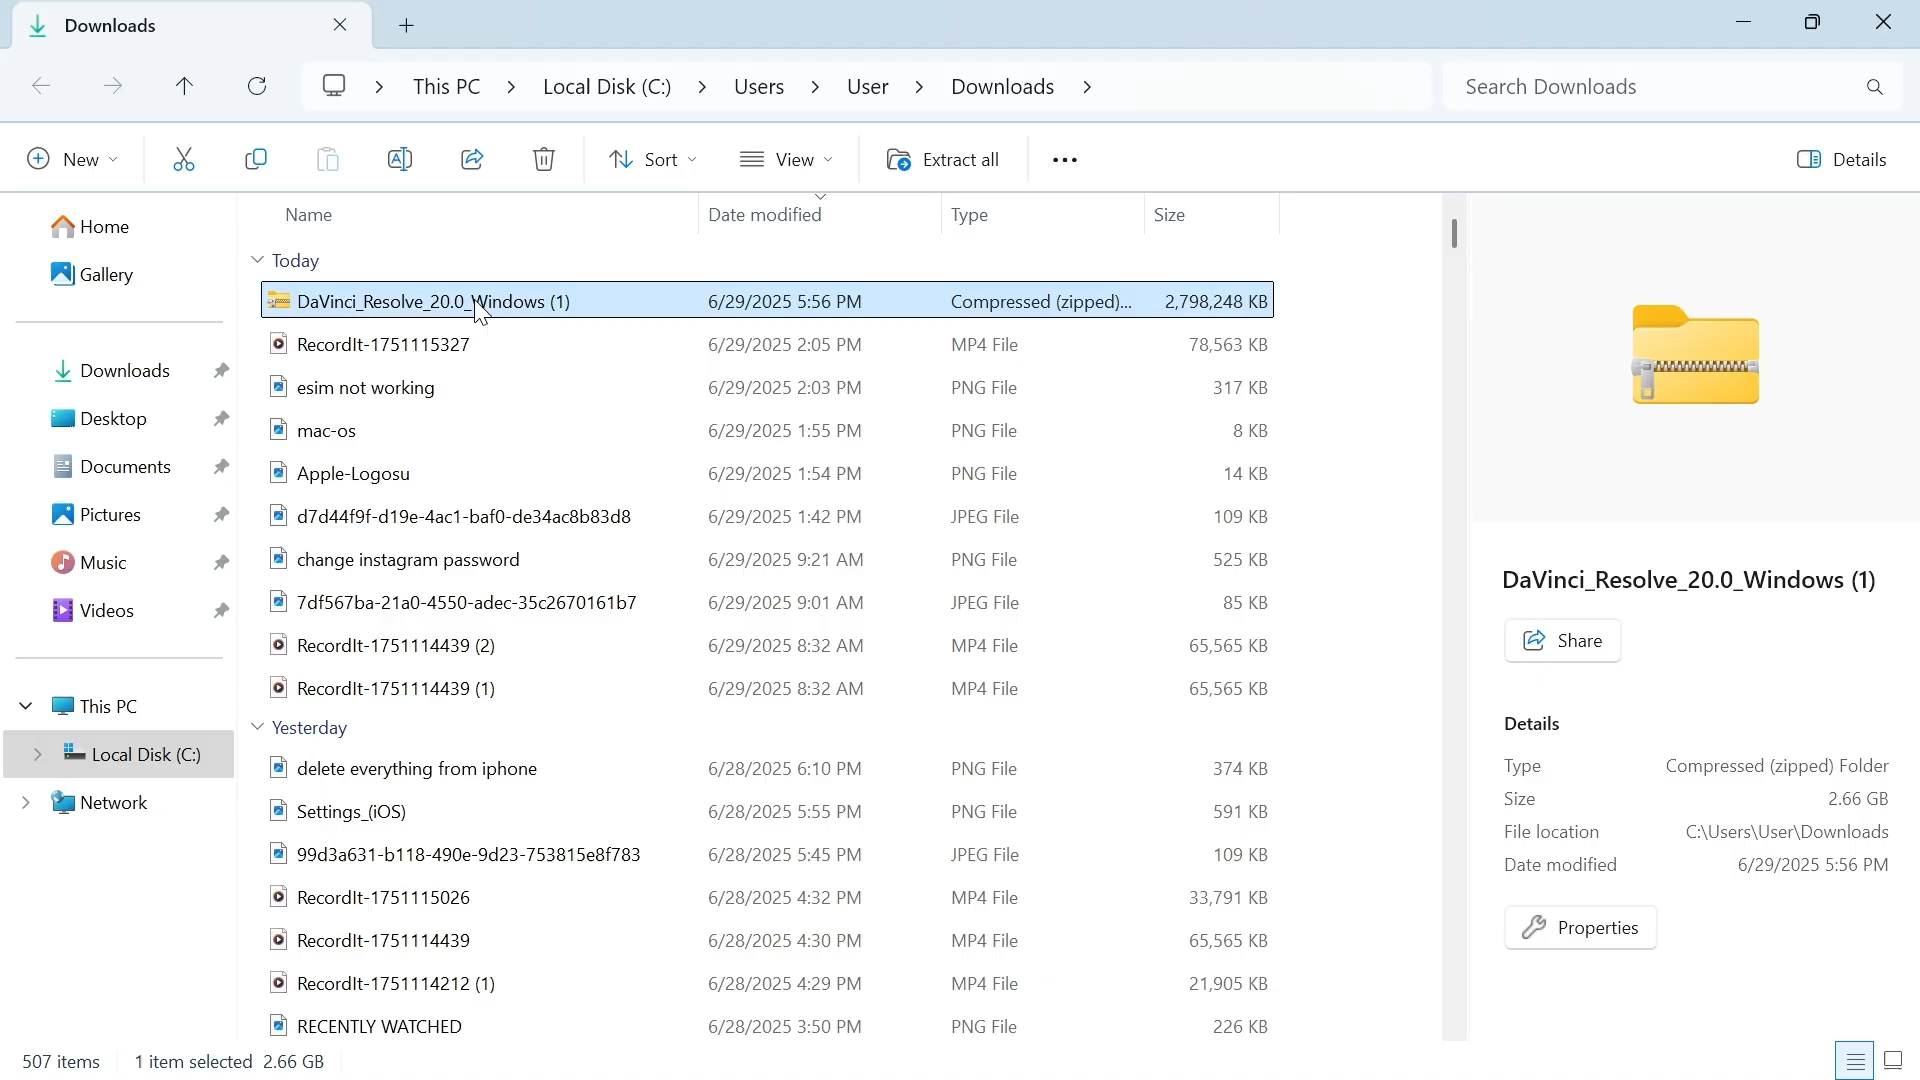 Downloads
This PC > Local Disk (C:) > Users > User > Downloads >
Search Downloads
New
Sort
View
Extract all
Details
Home
Gallery
Downloads
Desktop
Documents
Pictures
Music
Videos
This PC
Local Disk (C:)
Network
Name Date modified Type Size
Today
DaVinci_Resolve_20.0_Windows (1) 6/29/2025 5:56 PM Compressed (zipped)... 2,798,248 KB
RecordIt-1751115327 6/29/2025 2:05 PM MP4 File 78,563 KB
esim not working 6/29/2025 2:03 PM PNG File 317 KB
mac-os 6/29/2025 1:55 PM PNG File 8 KB
Apple-Logosu 6/29/2025 1:54 PM PNG File 14 KB
d7d44f9f-d19e-4ac1-baf0-de34ac8b83d8 6/29/2025 1:42 PM JPEG File 109 KB
change instagram password 6/29/2025 9:21 AM PNG File 525 KB
7df567ba-21a0-4550-adec-35c2670161b7 6/29/2025 9:01 AM JPEG File 85 KB
RecordIt-1751114439 (2) 6/29/2025 8:32 AM MP4 File 65,565 KB
RecordIt-1751114439 (1) 6/29/2025 8:32 AM MP4 File 65,565 KB
Yesterday
delete everything from iphone 6/28/2025 6:10 PM PNG File 374 KB
Settings_(iOS) 6/28/2025 5:55 PM PNG File 591 KB
99d3a631-b118-490e-9d23-753815e8f783 6/28/2025 5:45 PM JPEG File 109 KB
RecordIt-1751115026 6/28/2025 4:32 PM MP4 File 33,791 KB
RecordIt-1751114439 6/28/2025 4:30 PM MP4 File 65,565 KB
RecordIt-1751114212 (1) 6/28/2025 4:29 PM MP4 File 21,905 KB
RECENTLY WATCHED 6/28/2025 3:50 PM PNG File 226 KB
DaVinci_Resolve_20.0_Windows (1)
Share
Details
Type Compressed (zipped) Folder
Size 2.66 GB
File location C:\Users\User\Downloads
Date modified 6/29/2025 5:56 PM
Properties
507 items 1 item selected 2.66 GB